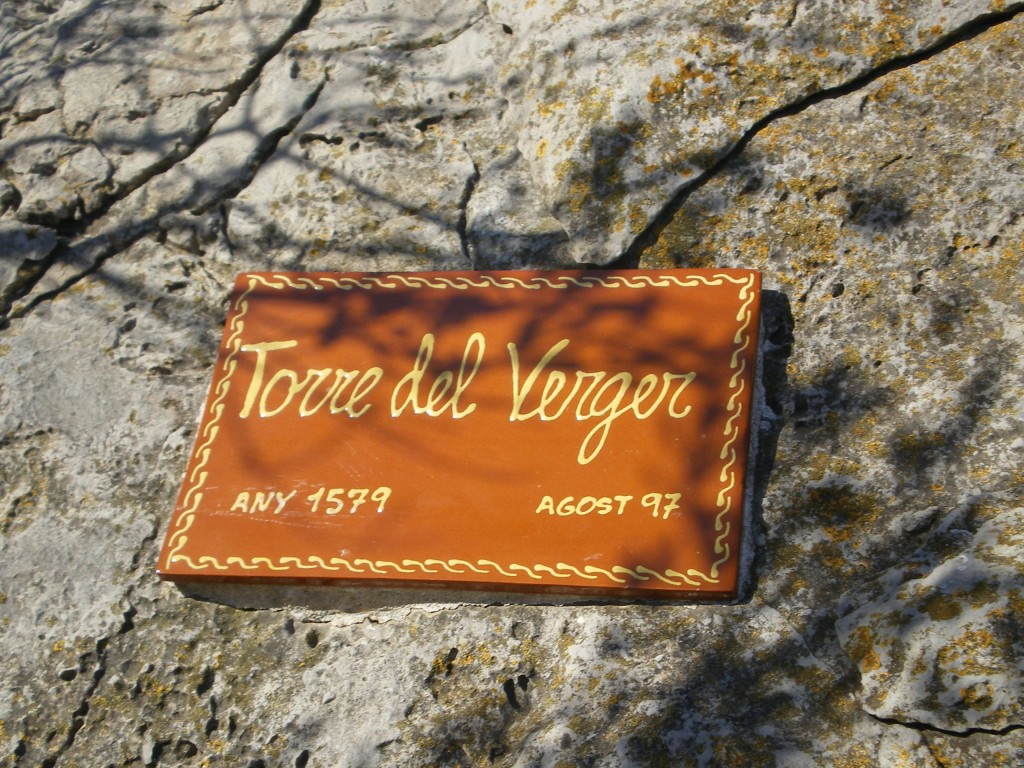 Torre del Verger
ANY 1579 AGOST 97